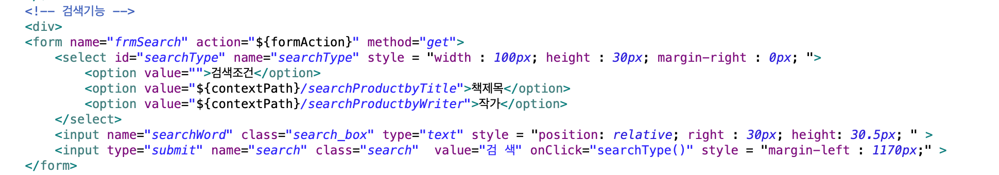 <!-- 검색기능 -->
<div>
<form name="frmSearch" action="${formAction}" method="get">
    <select id="searchType" name="searchType" style = "width : 100px; height : 30px; margin-right : 0px; ">
        <option value="">검색조건</option>
        <option value="${contextPath}/searchProductbyTitle">책제목</option>
        <option value="${contextPath}/searchProductbyWriter">작가</option>
    </select>
    <input name="searchWord" class="search_box" type="text" style = "position: relative; right : 30px; height: 30.5px; " >
    <input type="submit" name="search" class="search"  value="검 색" onClick="searchType()" style = "margin-left : 1170px;" >
</form>